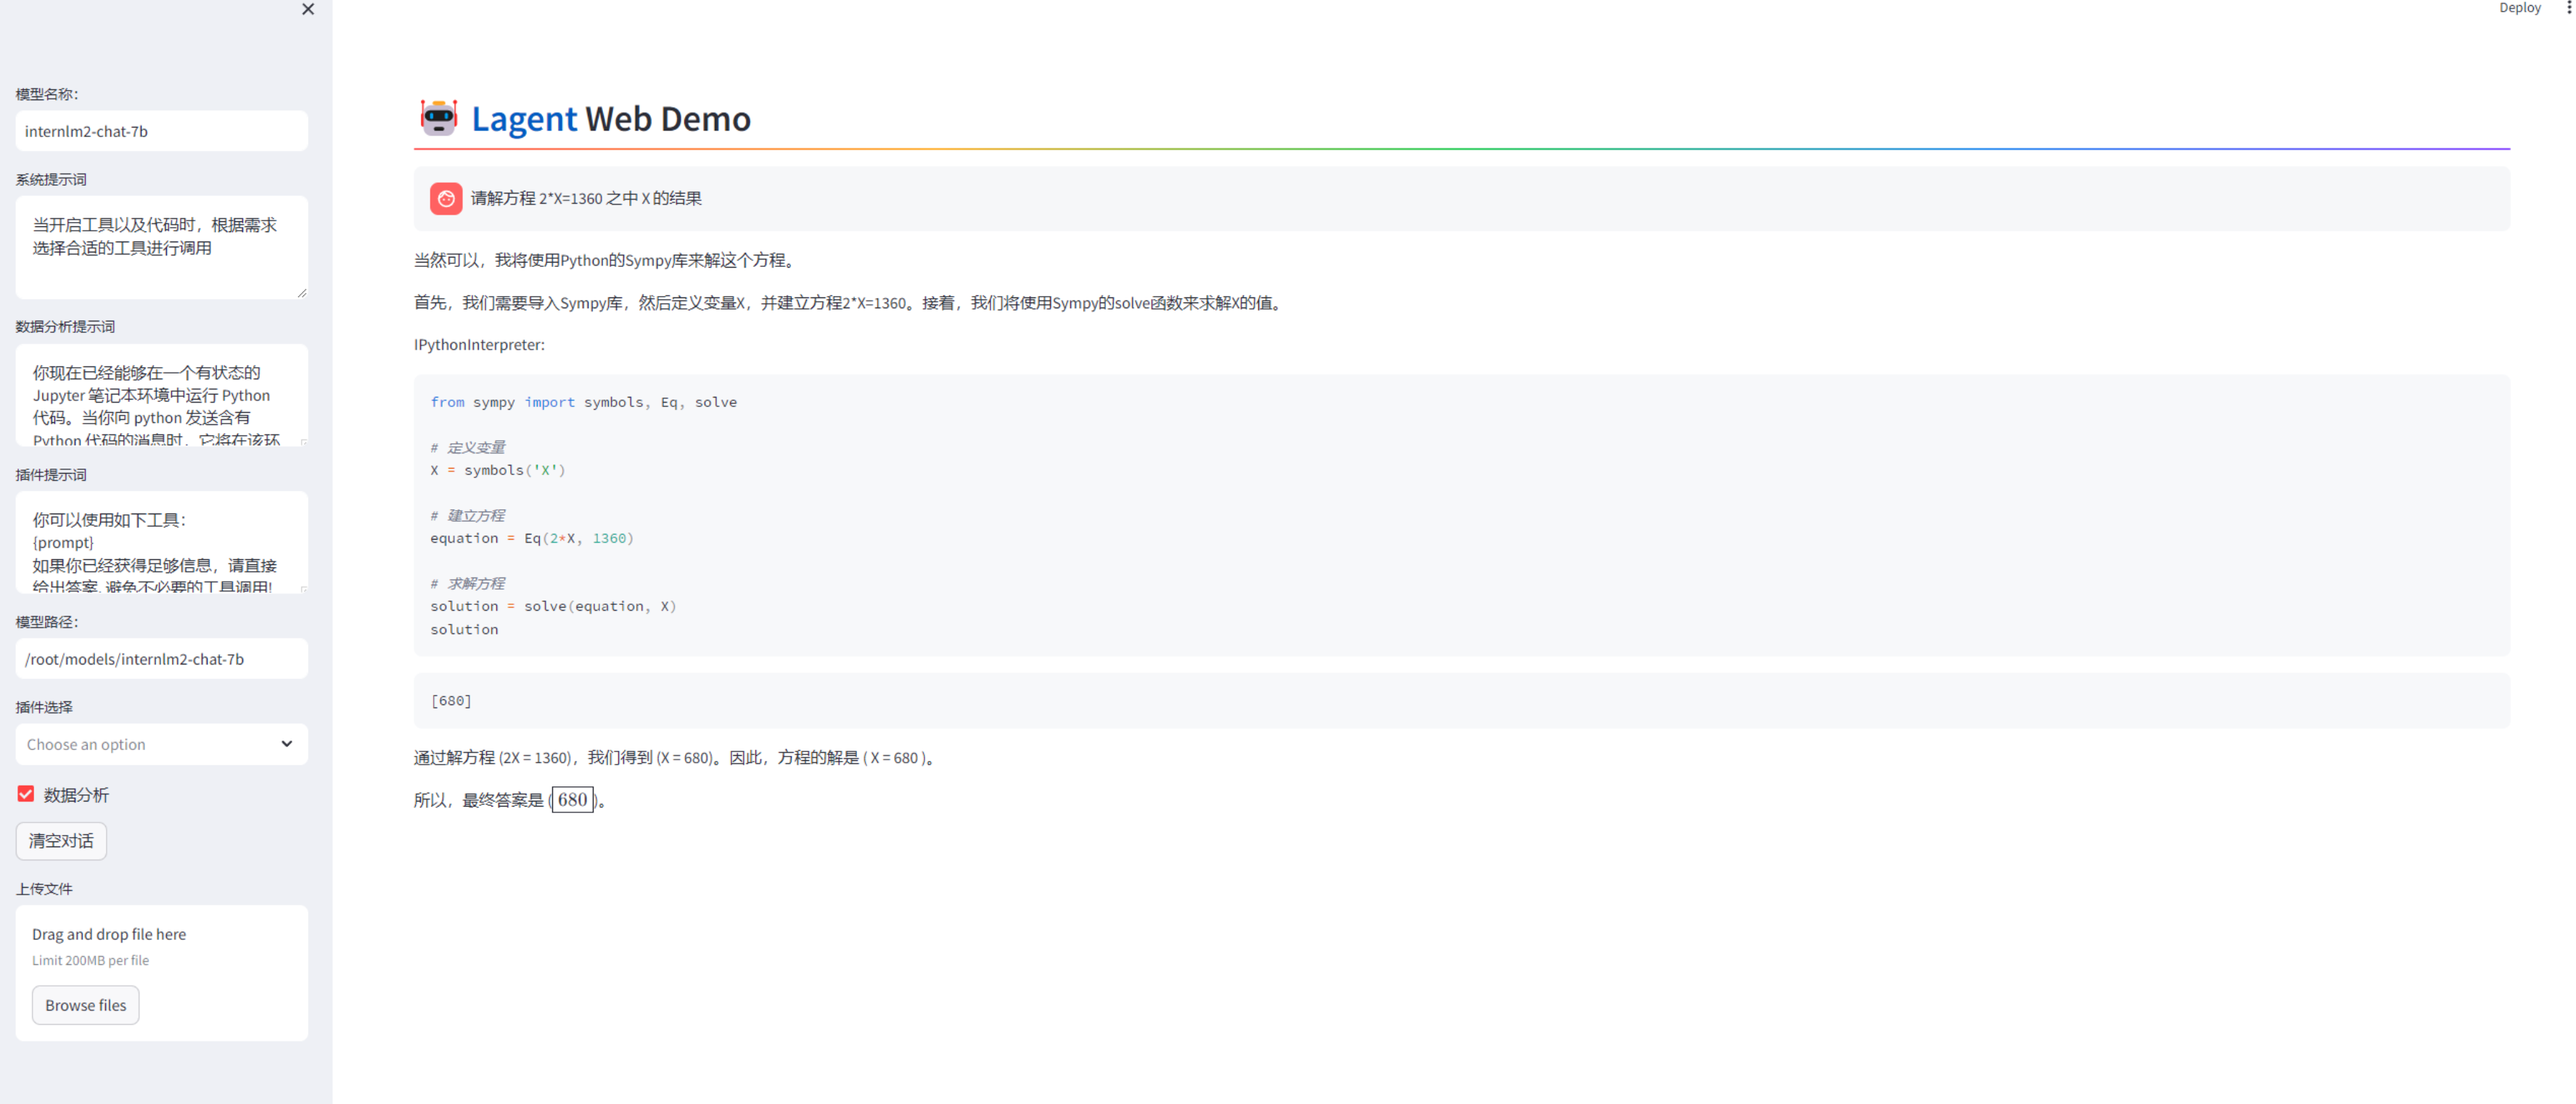 Deploy
模型名称：
internlm2-chat-7b
系统提示词
当开启工具以及代码时，根据需求
选择合适的工具进行调用
数据分析提示词
你现在已经能够在一个有状态的
Jupyter 笔记本环境中运行 Python
代码。当你向 python 发送含有
Python 代码的消息时，它将在该环
插件提示词
你可以使用如下工具：
{prompt}
如果你已经获得足够信息，请直接
给出答案. 避免不必要的工具调用!
模型路径：
/root/models/internlm2-chat-7b
插件选择
Choose an option
数据分析
清空对话
上传文件
Drag and drop file here
Limit 200MB per file
Browse files
Lagent Web Demo
请解方程 2*X=1360 之中 X 的结果
当然可以，我将使用Python的Sympy库来解这个方程。
首先，我们需要导入Sympy库，然后定义变量X，并建立方程2*X=1360。接着，我们将使用Sympy的solve函数来求解X的值。
IPythonInterpreter:
from sympy import symbols, Eq, solve
# 定义变量
X = symbols('X')
# 建立方程
equation = Eq(2*X, 1360)
# 求解方程
solution = solve(equation, X)
solution
[680]
通过解方程 (2X = 1360)，我们得到 (X = 680)。因此，方程的解是 ( X = 680 )。
所以，最终答案是 (680)。